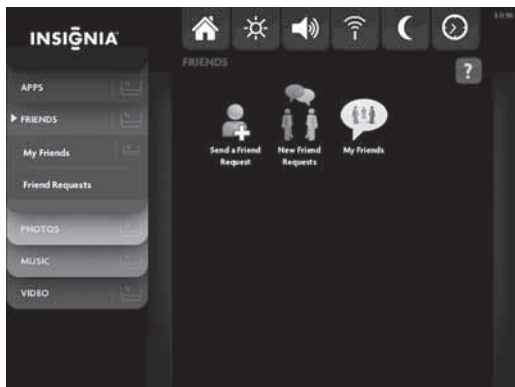 INSIGNIA
FRIENDS
?
APPS
FRIENDS
My Friends
Friend Requests
PHOTOS
MUSIC
VIDEO
Send a Friend
Request
New Friend
Requests
My Friends